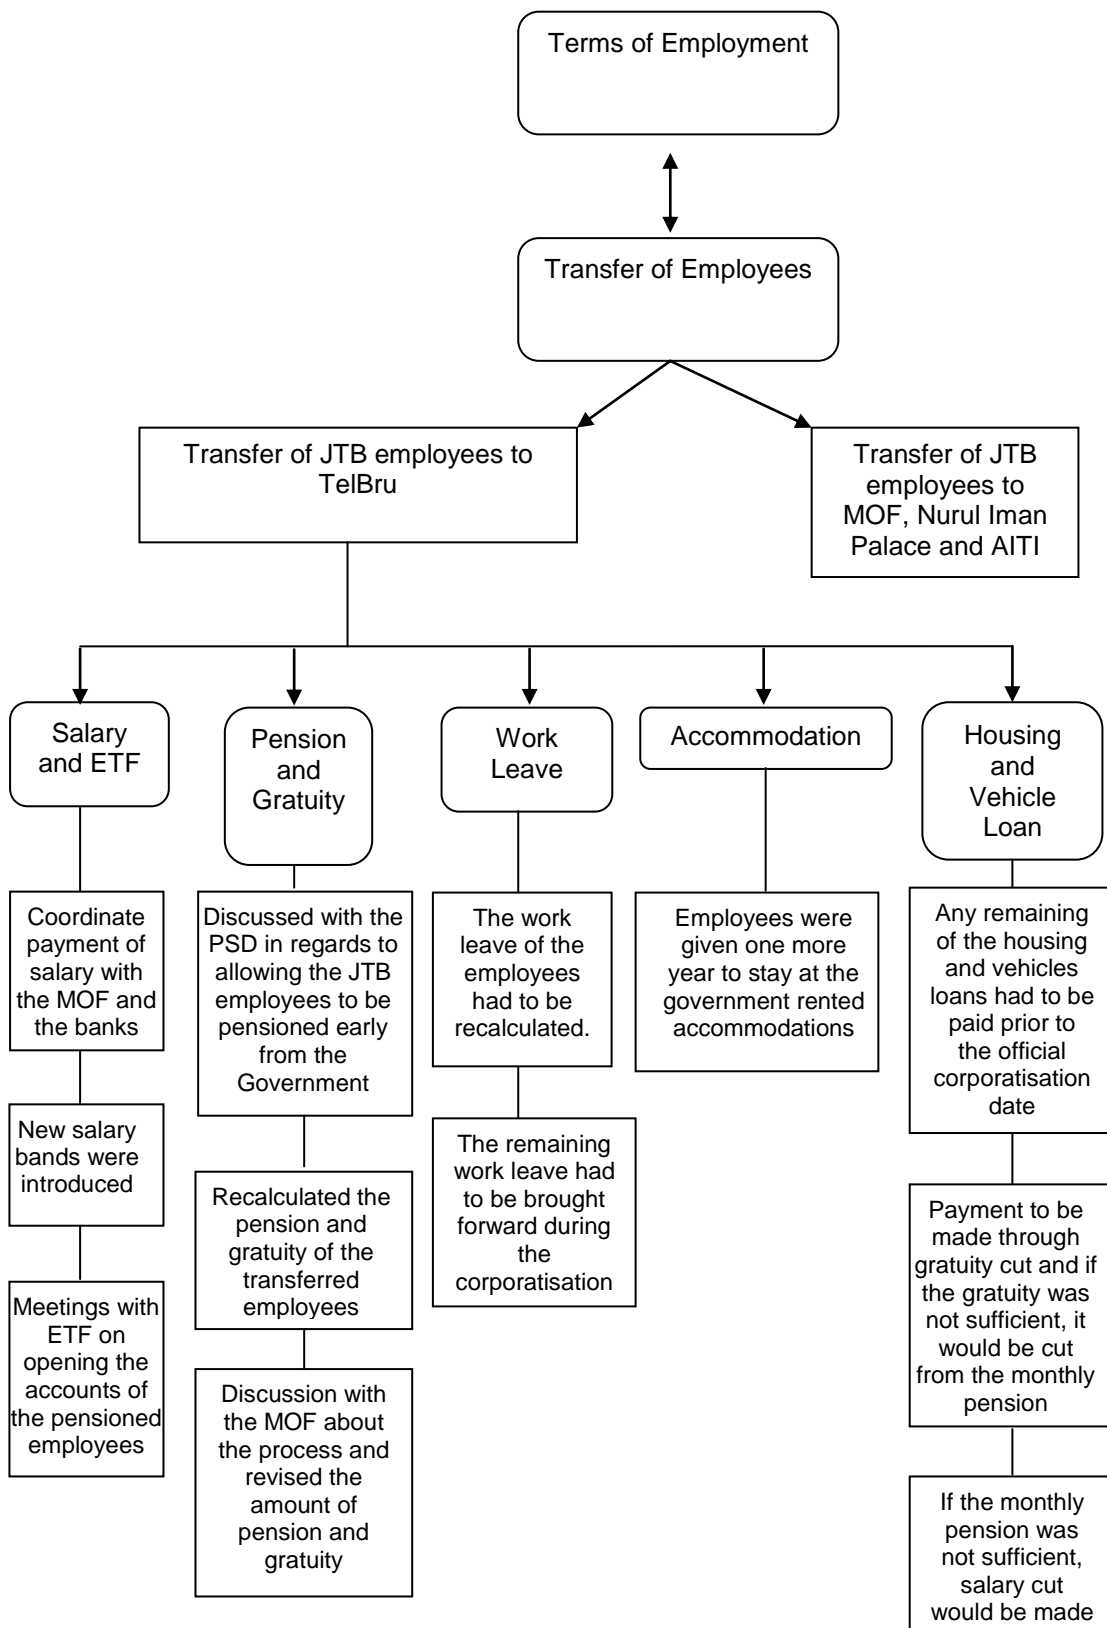 Terms of Employment
Transfer of Employees
Transfer of JTB employees to
TelBru
Transfer of JTB
employees to
MOF, Nurul Iman
Palace and AITI
Salary
and ETF
Pension
and
Gratuity
Work
Leave
Accommodation
Housing
and
Vehicle
Loan
Coordinate
payment of
salary with
the MOF and
the banks
New salary
bands were
introduced
Meetings with
ETF on
opening the
accounts of
the pensioned
employees
Discussed with the
PSD in regards to
allowing the JTB
employees to be
pensioned early
from the
Government
Recalculated the
pension and
gratuity of the
transferred
employees
Discussion with
the MOF about
the process and
revised the
amount of
pension and
gratuity
The work
leave of the
employees
had to be
recalculated.
The remaining
work leave had
to be brought
forward during
the
corporatisation
Employees were
given one more
year to stay at the
government rented
accommodations
Any remaining
of the housing
and vehicles
loans had to be
paid prior to
the official
corporatisation
date
Payment to be
made through
gratuity cut and if
the gratuity was
not sufficient, it
would be cut
from the monthly
pension
If the monthly
pension was
not sufficient,
salary cut
would be made